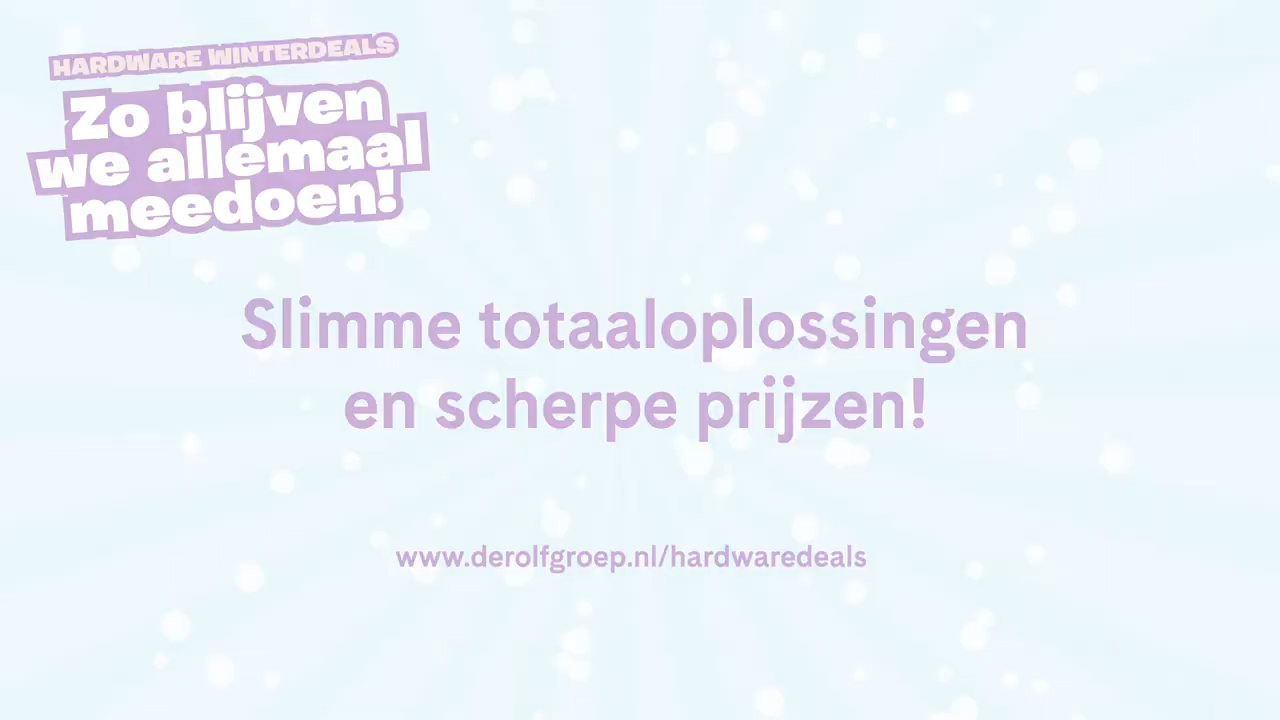 HARDWARE WINTERDEALS
Zo blijven
we allemaal
meedoen!
Slimme totaaloplossingen
en scherpe prijzen!
www.derolfgroep.nl/hardwaredeals